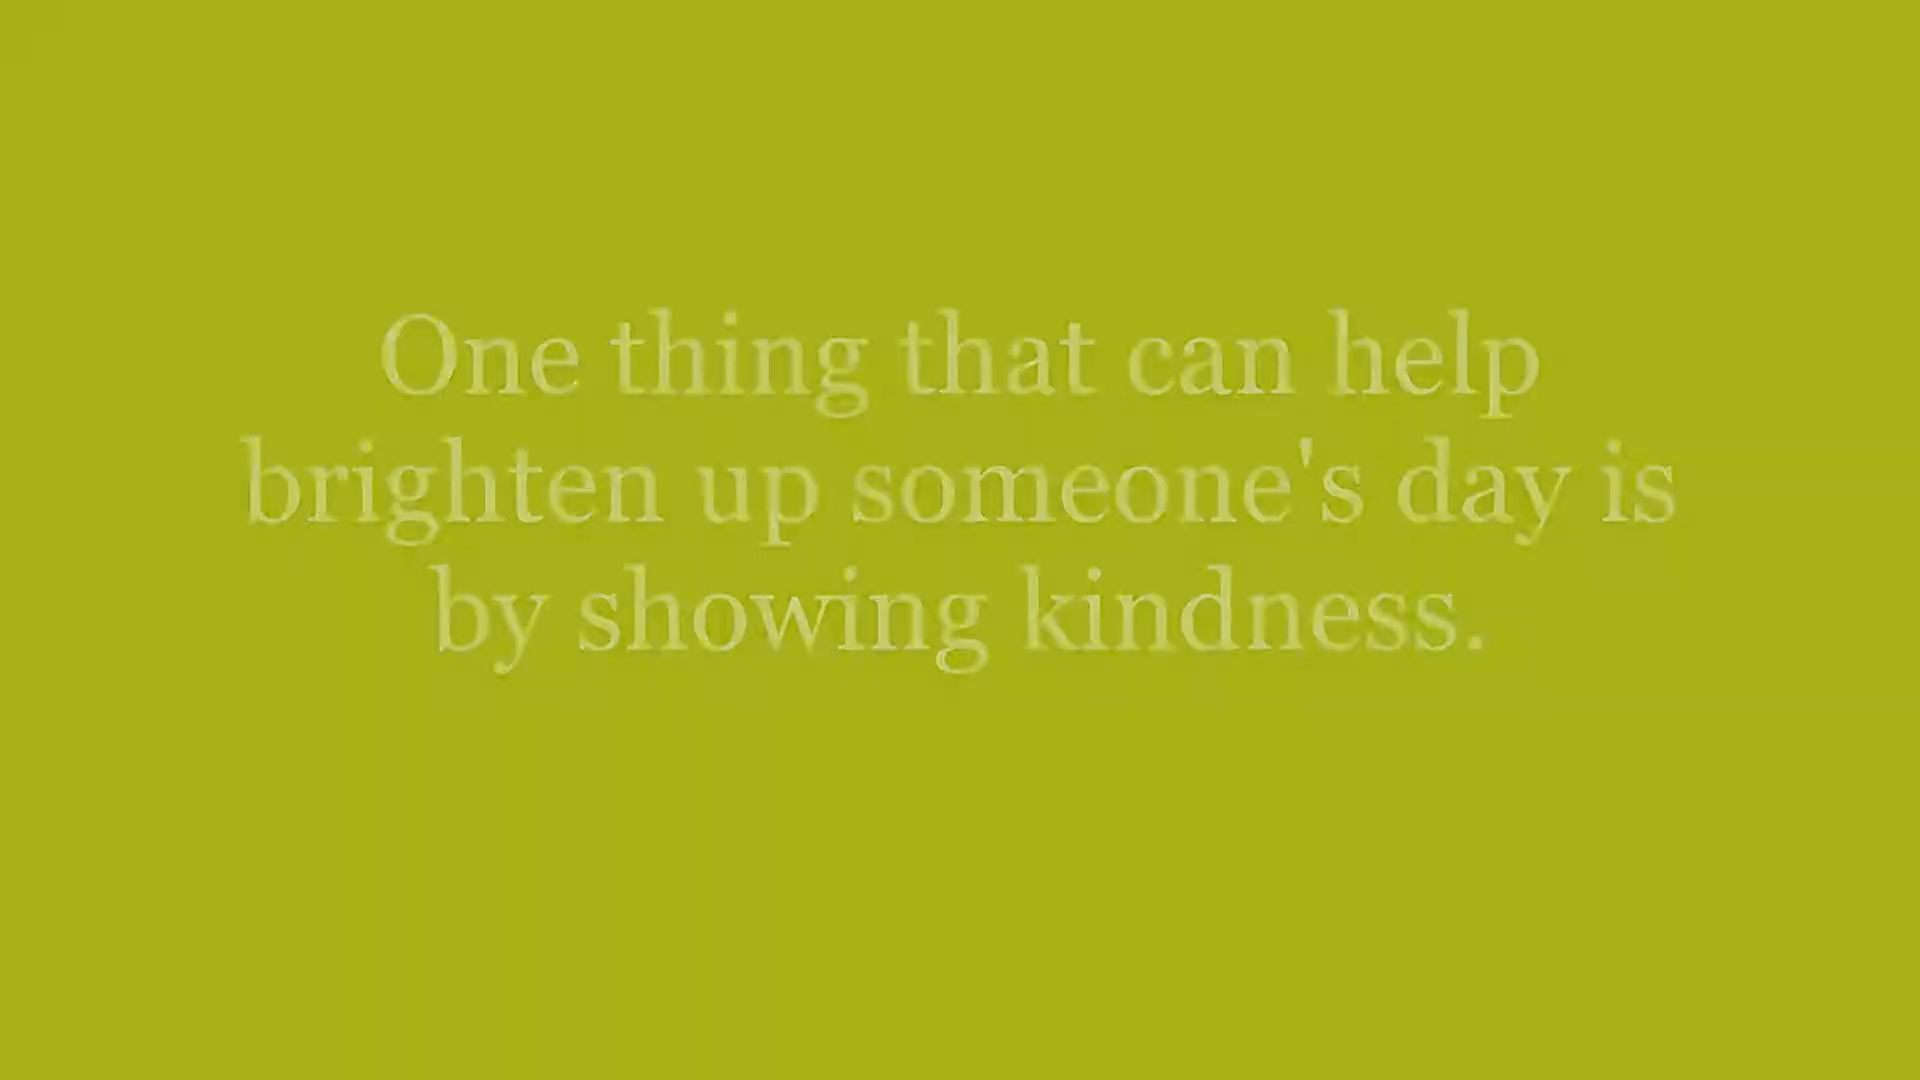 One thing that can help
brighten up someone's day is
by showing kindness.